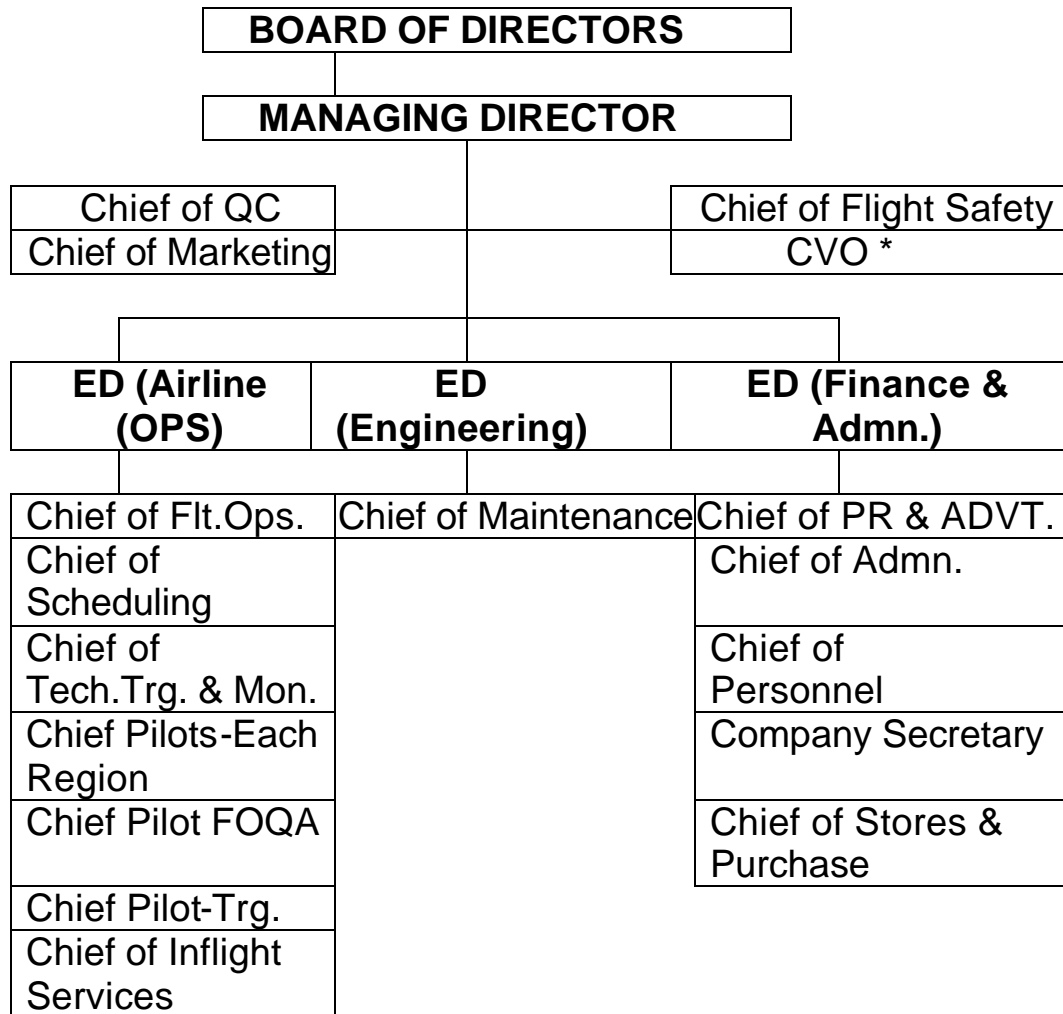 BOARD OF DIRECTORS
MANAGING DIRECTOR
Chief of QC
Chief of Marketing
Chief of Flight Safety
CVO *
ED (Airline
(OPS)
ED
(Engineering)
ED (Finance &
Admn.)
Chief of Flt.Ops.
Chief of
Scheduling
Chief of
Tech.Trg. & Mon.
Chief Pilots-Each
Region
Chief Pilot FOQA
Chief Pilot-Trg.
Chief of Inflight
Services
Chief of Maintenance
Chief of PR & ADVT.
Chief of Admn.
Chief of
Personnel
Company Secretary
Chief of Stores &
Purchase